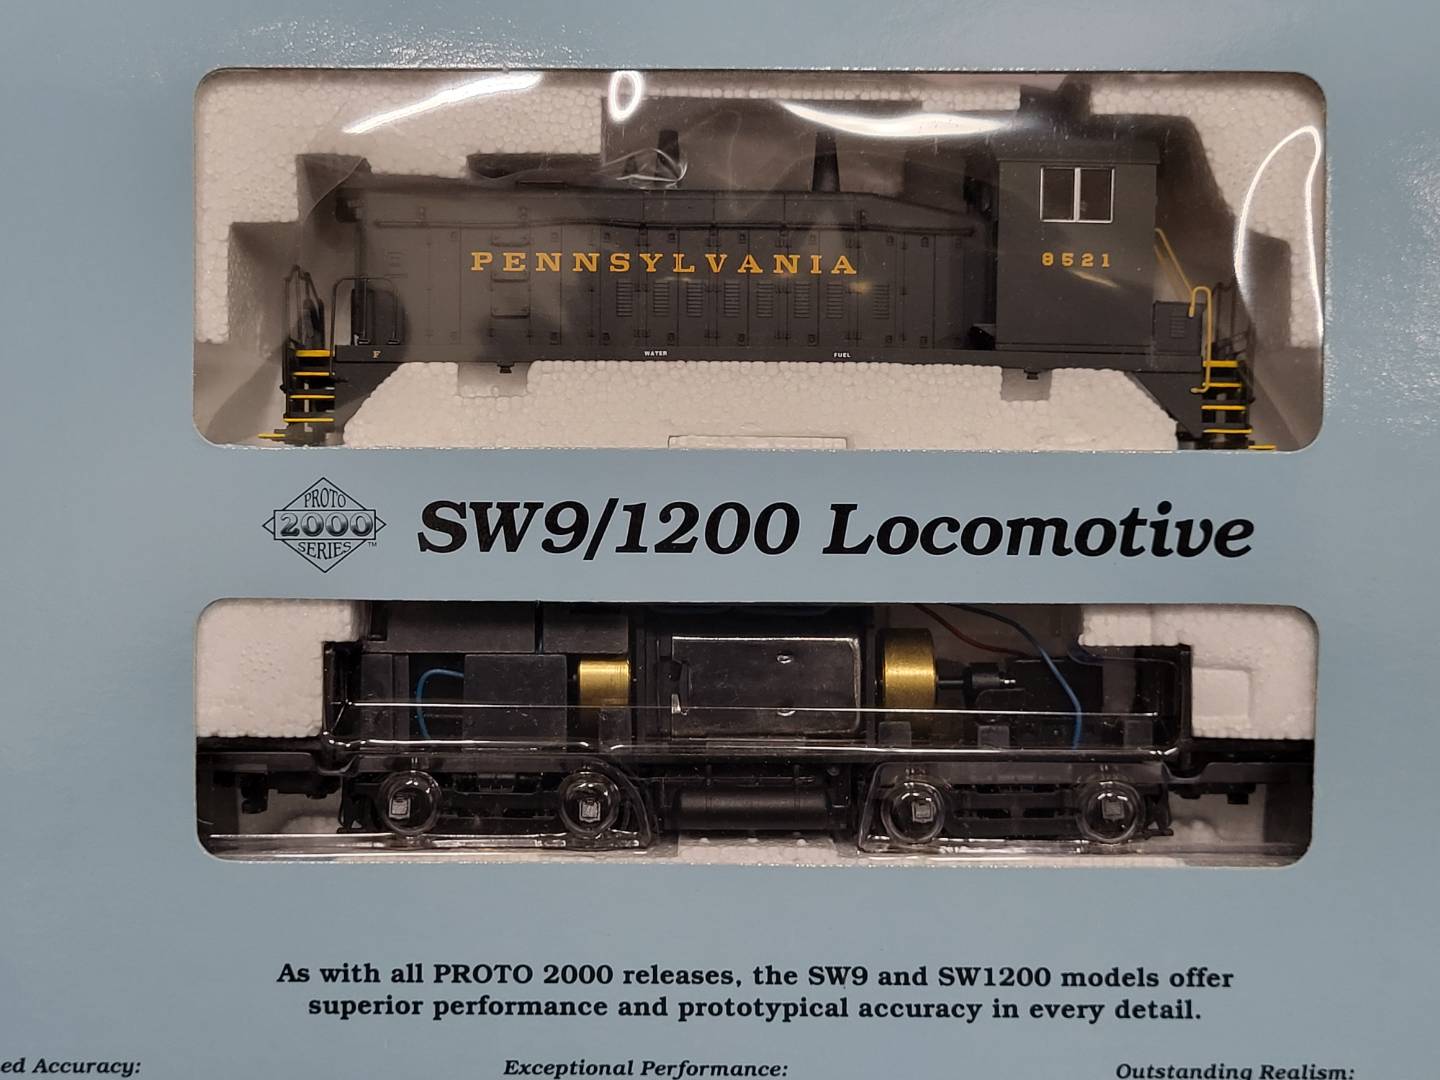 PENNSYLVANIA
8521
F
WATER
FUEL
PROTO
2000
SERIES™
SW9/1200 Locomotive
As with all PROTO 2000 releases, the SW9 and SW1200 models offer
superior performance and prototypical accuracy in every detail.
ed Accuracy:
Exceptional Performance:
Outstanding Realism: